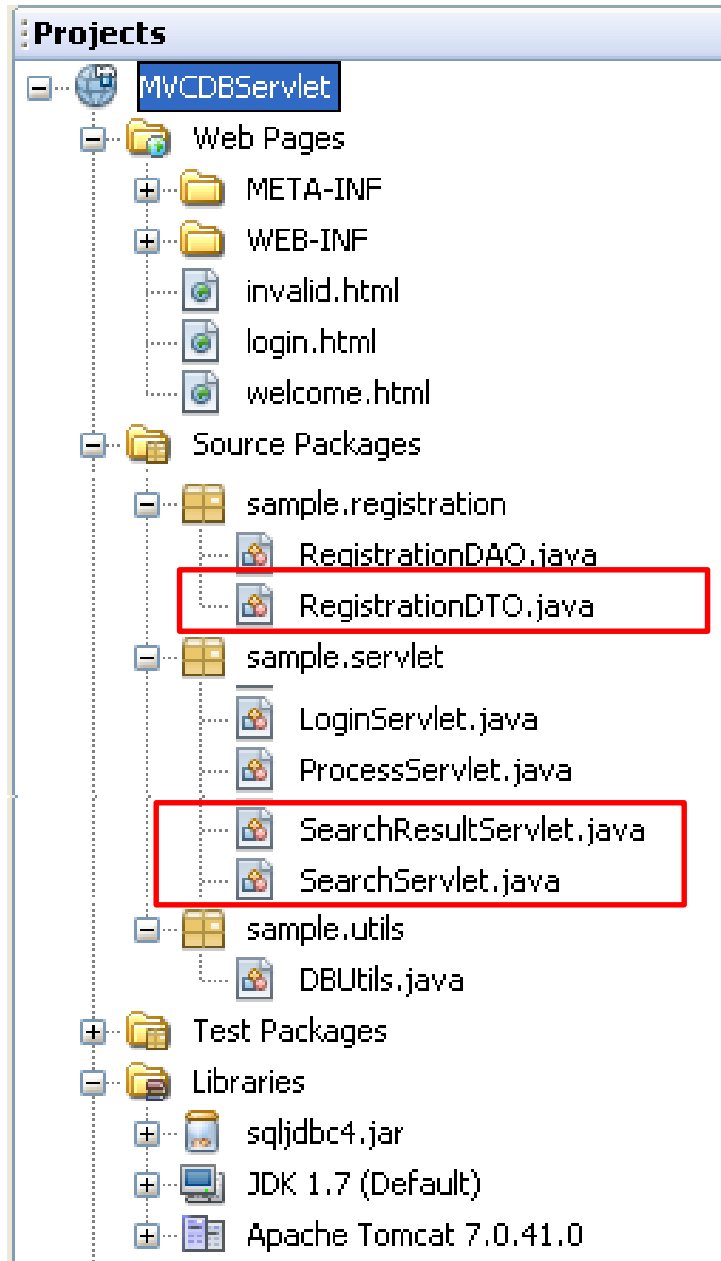 Projects
MVCDBServlet
Web Pages
META-INF
WEB-INF
invalid.html
login.html
welcome.html
Source Packages
sample.registration
RegistrationDAO.java
RegistrationDTO.java
sample.servlet
LoginServlet.java
ProcessServlet.java
SearchResultServlet.java
SearchServlet.java
sample.utils
DBUtils.java
Test Packages
Libraries
sqljdbc4.jar
JDK 1.7 (Default)
Apache Tomcat 7.0.41.0